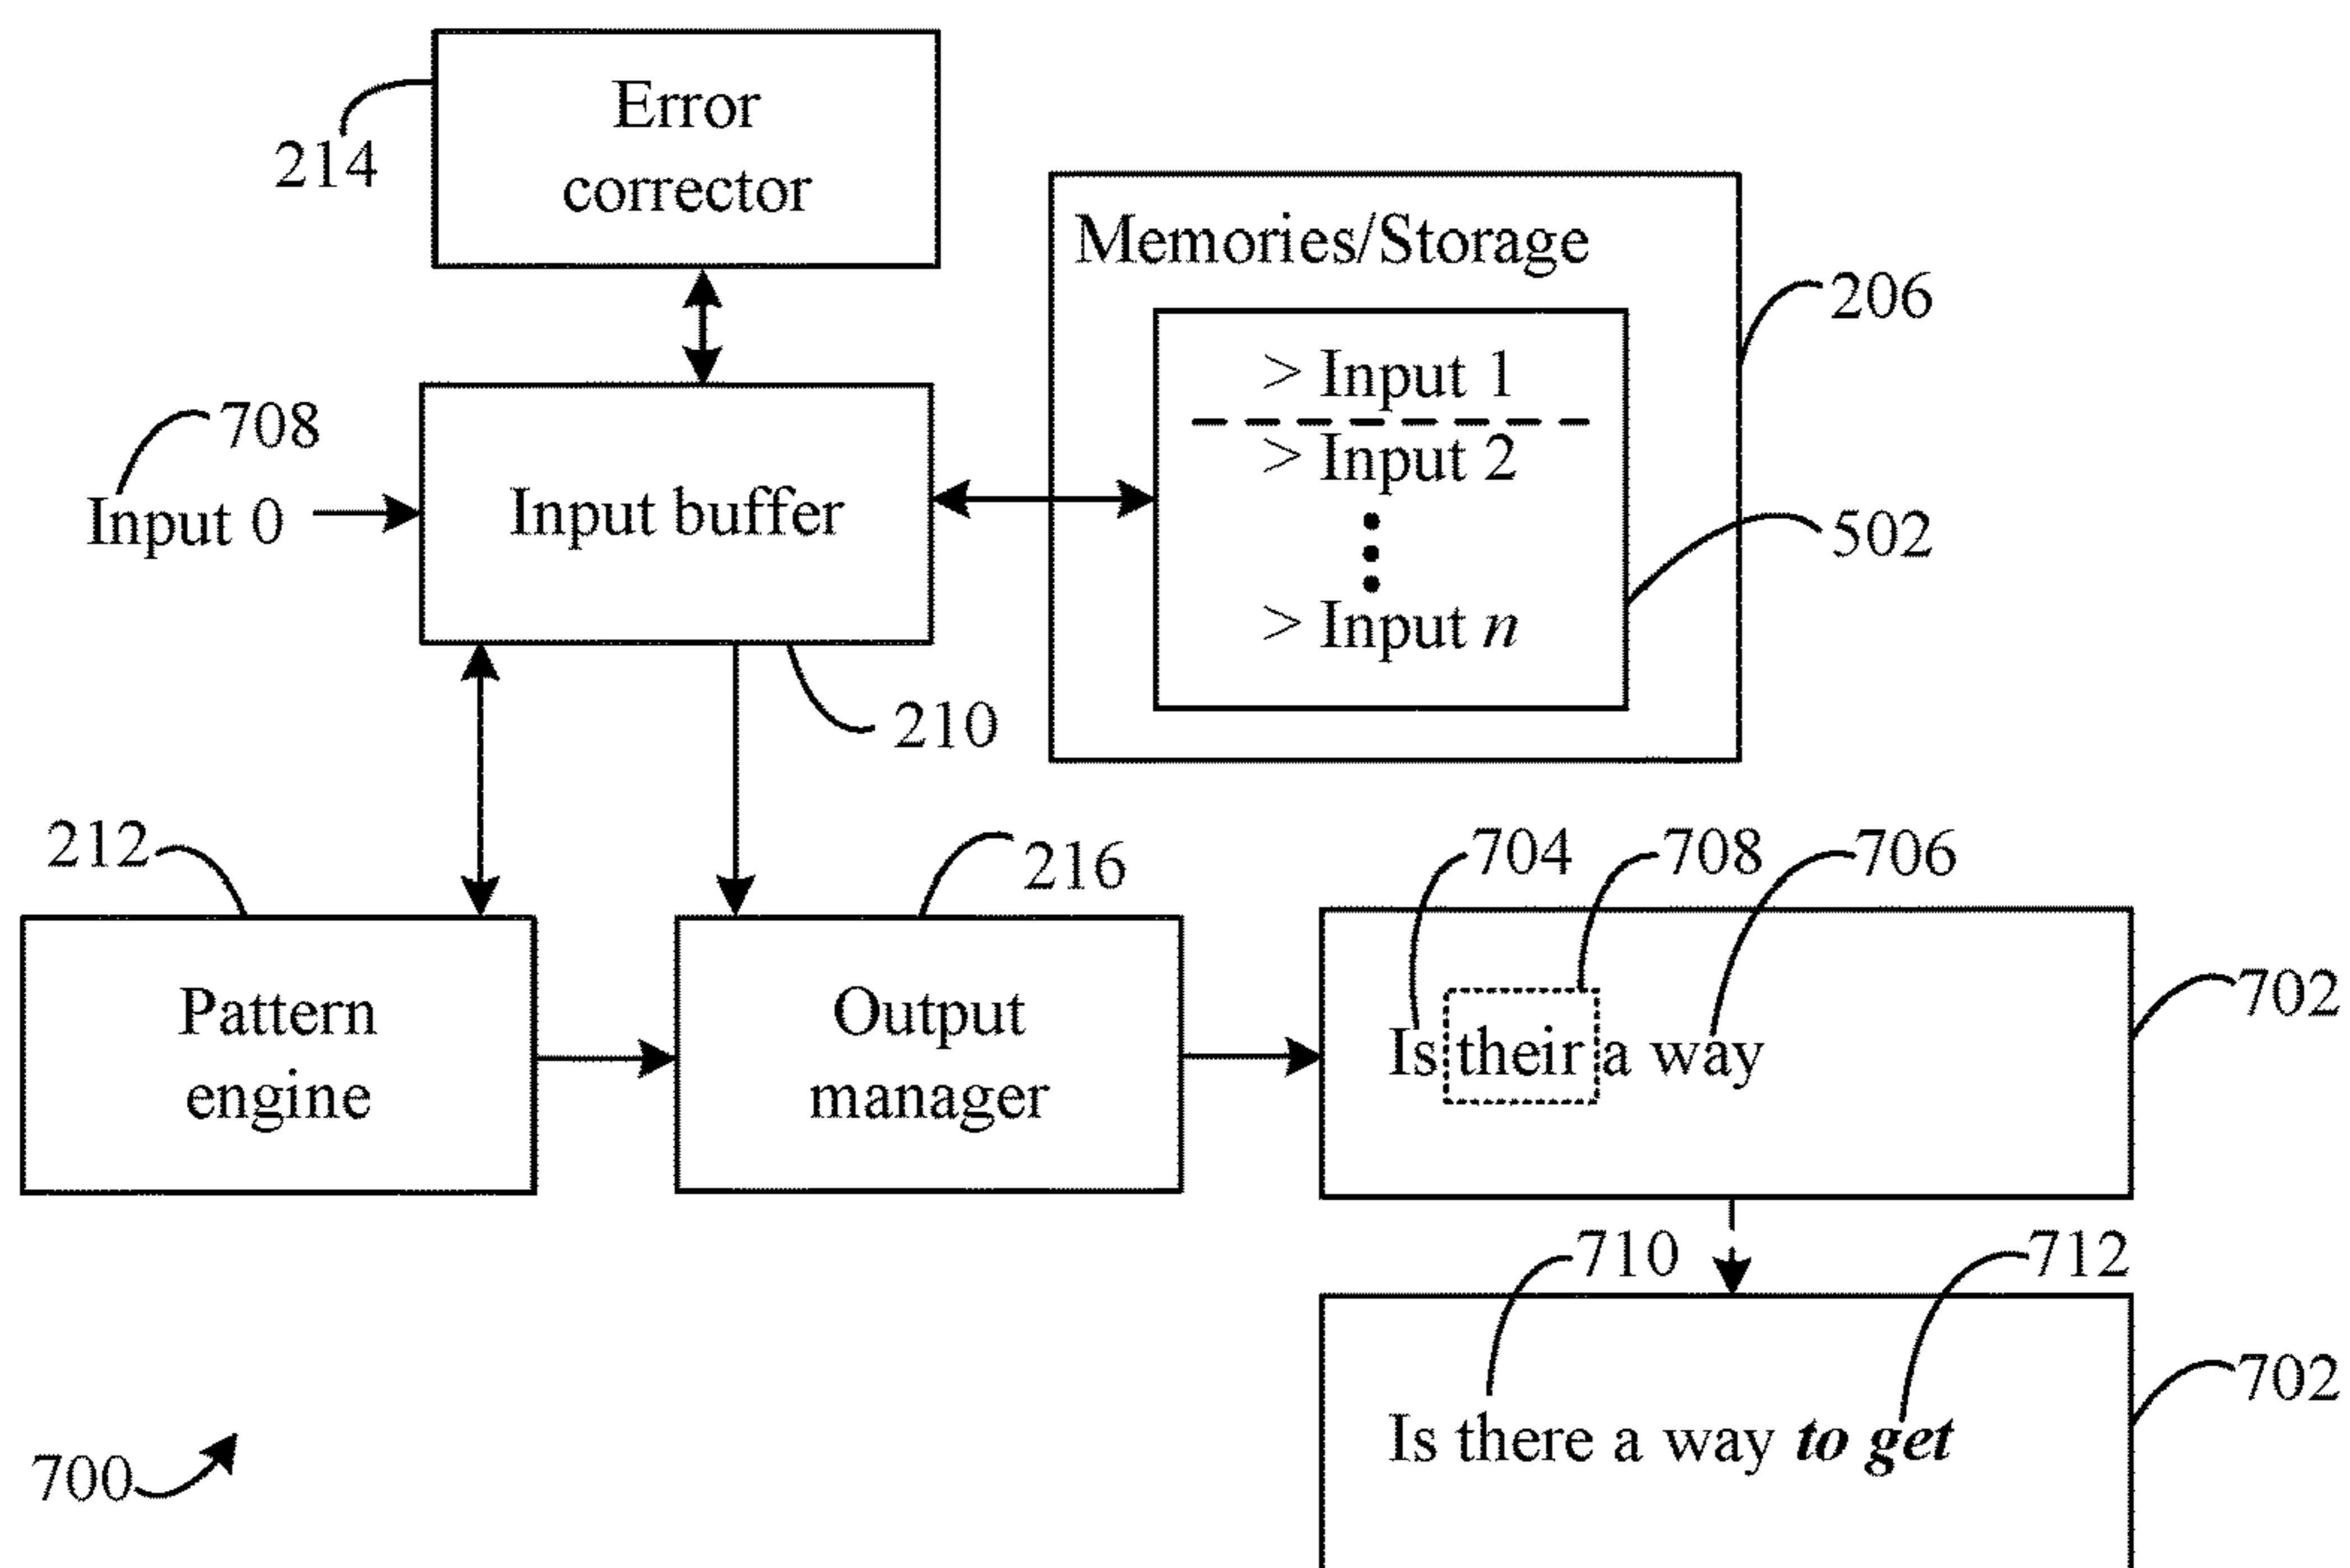 Error
corrector
214
Memories/Storage
206
> Input 1
> Input 2
> Input n
502
708
Input 0
Input buffer
210
212
Pattern
engine
216
Output
manager
704
708
706
Is their a way
702
710
712
Is there a way to get
702
700